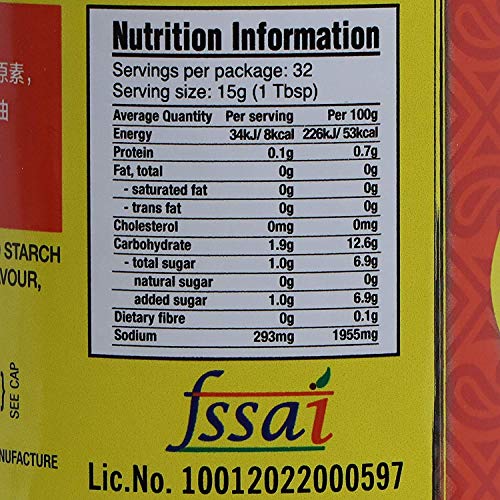 原素,
油
STARCH
VOUR,
SEE CAP
NUFACTURE
Nutrition Information
Servings per package: 32
Serving size: 15g (1 Tbsp)
Average Quantity Per serving Per 100g
Energy 34kJ/ 8kcal 226kJ/ 53kcal
Protein 0.1g 0.7g
Fat, total 0g 0g
- saturated fat 0g 0g
- trans fat 0g 0g
Cholesterol 0mg 0mg
Carbohydrate 1.9g 12.6g
- total sugar 1.0g 6.9g
natural sugar 0g 0g
added sugar 1.0g 6.9g
Dietary fibre 0g 0.1g
Sodium 293mg 1955mg
fssai
Lic.No. 10012022000597